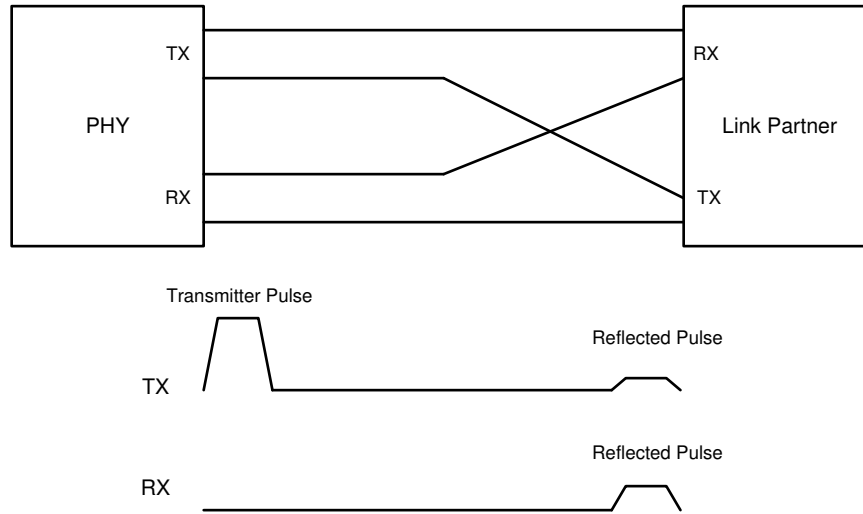 TX
RX
PHY
Link Partner
RX
TX
Transmitter Pulse
Reflected Pulse
TX
Reflected Pulse
RX